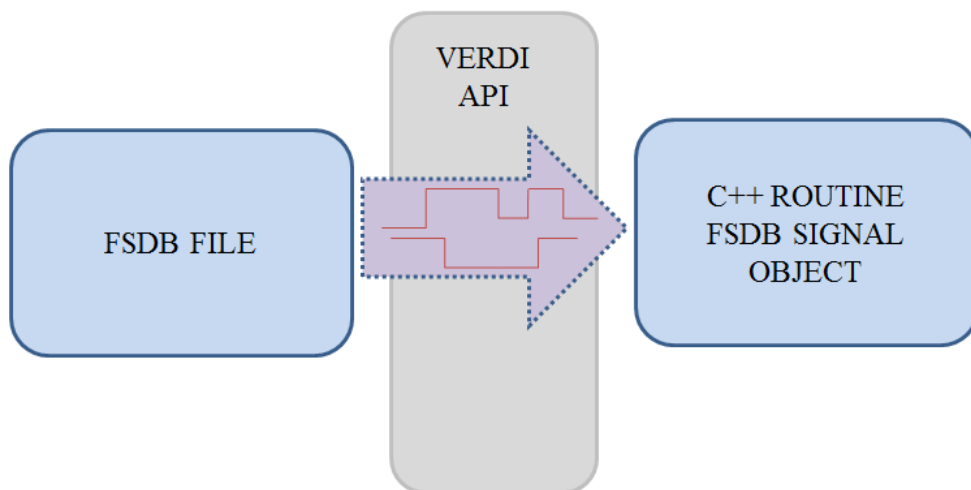 FSDB FILE
VERDI
API
C++ ROUTINE
FSDB SIGNAL
OBJECT